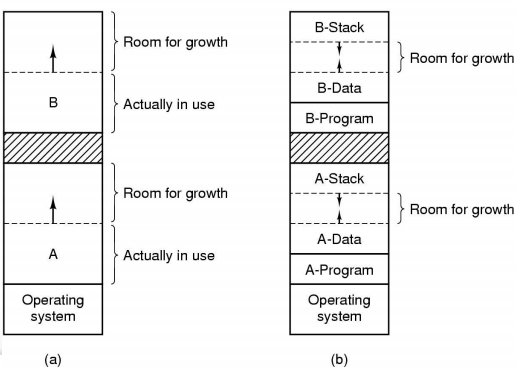 Room for growth
B
Actually in use
Room for growth
A
Actually in use
Operating
system
(a)
B-Stack
Room for growth
B-Data
B-Program
A-Stack
Room for growth
A-Data
A-Program
Operating
system
(b)